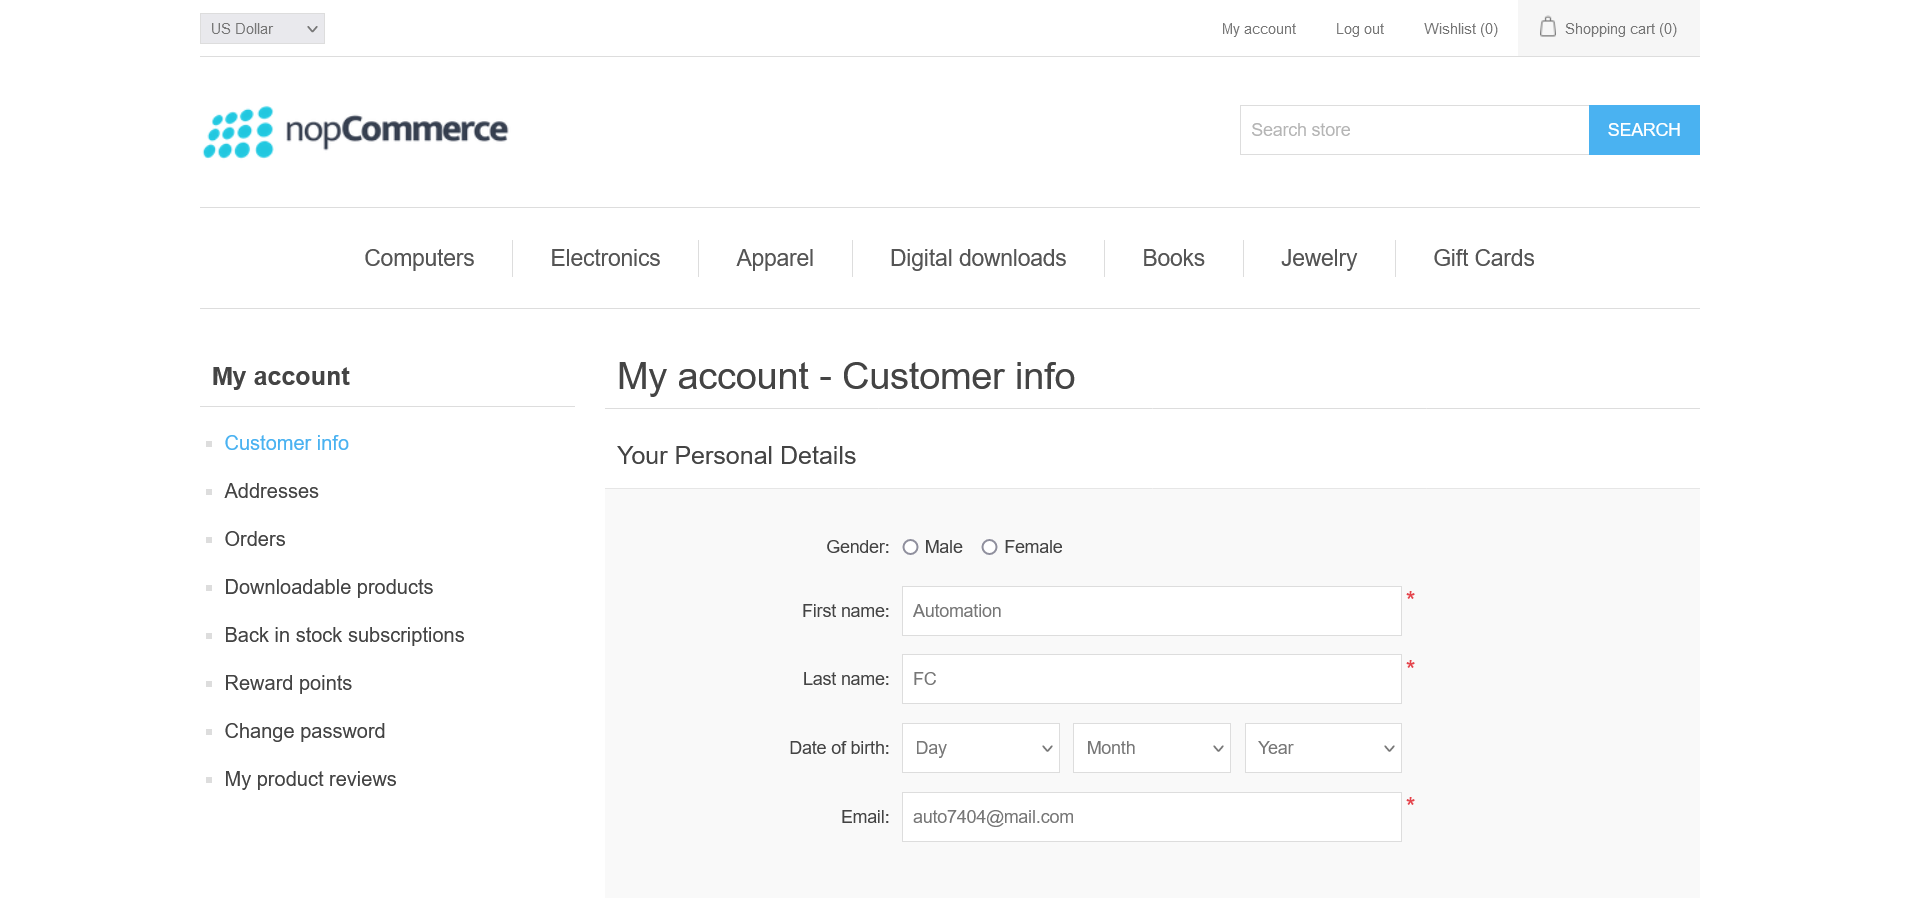 US Dollar
My account
Log out
Wishlist (0)
Shopping cart (0)
nopCommerce
Search store
SEARCH
Computers
Electronics
Apparel
Digital downloads
Books
Jewelry
Gift Cards
My account
Customer info
Addresses
Orders
Downloadable products
Back in stock subscriptions
Reward points
Change password
My product reviews
My account - Customer info
Your Personal Details
Gender: Male Female
First name: Automation *
Last name: FC *
Date of birth: Day Month Year
Email: auto7404@mail.com *